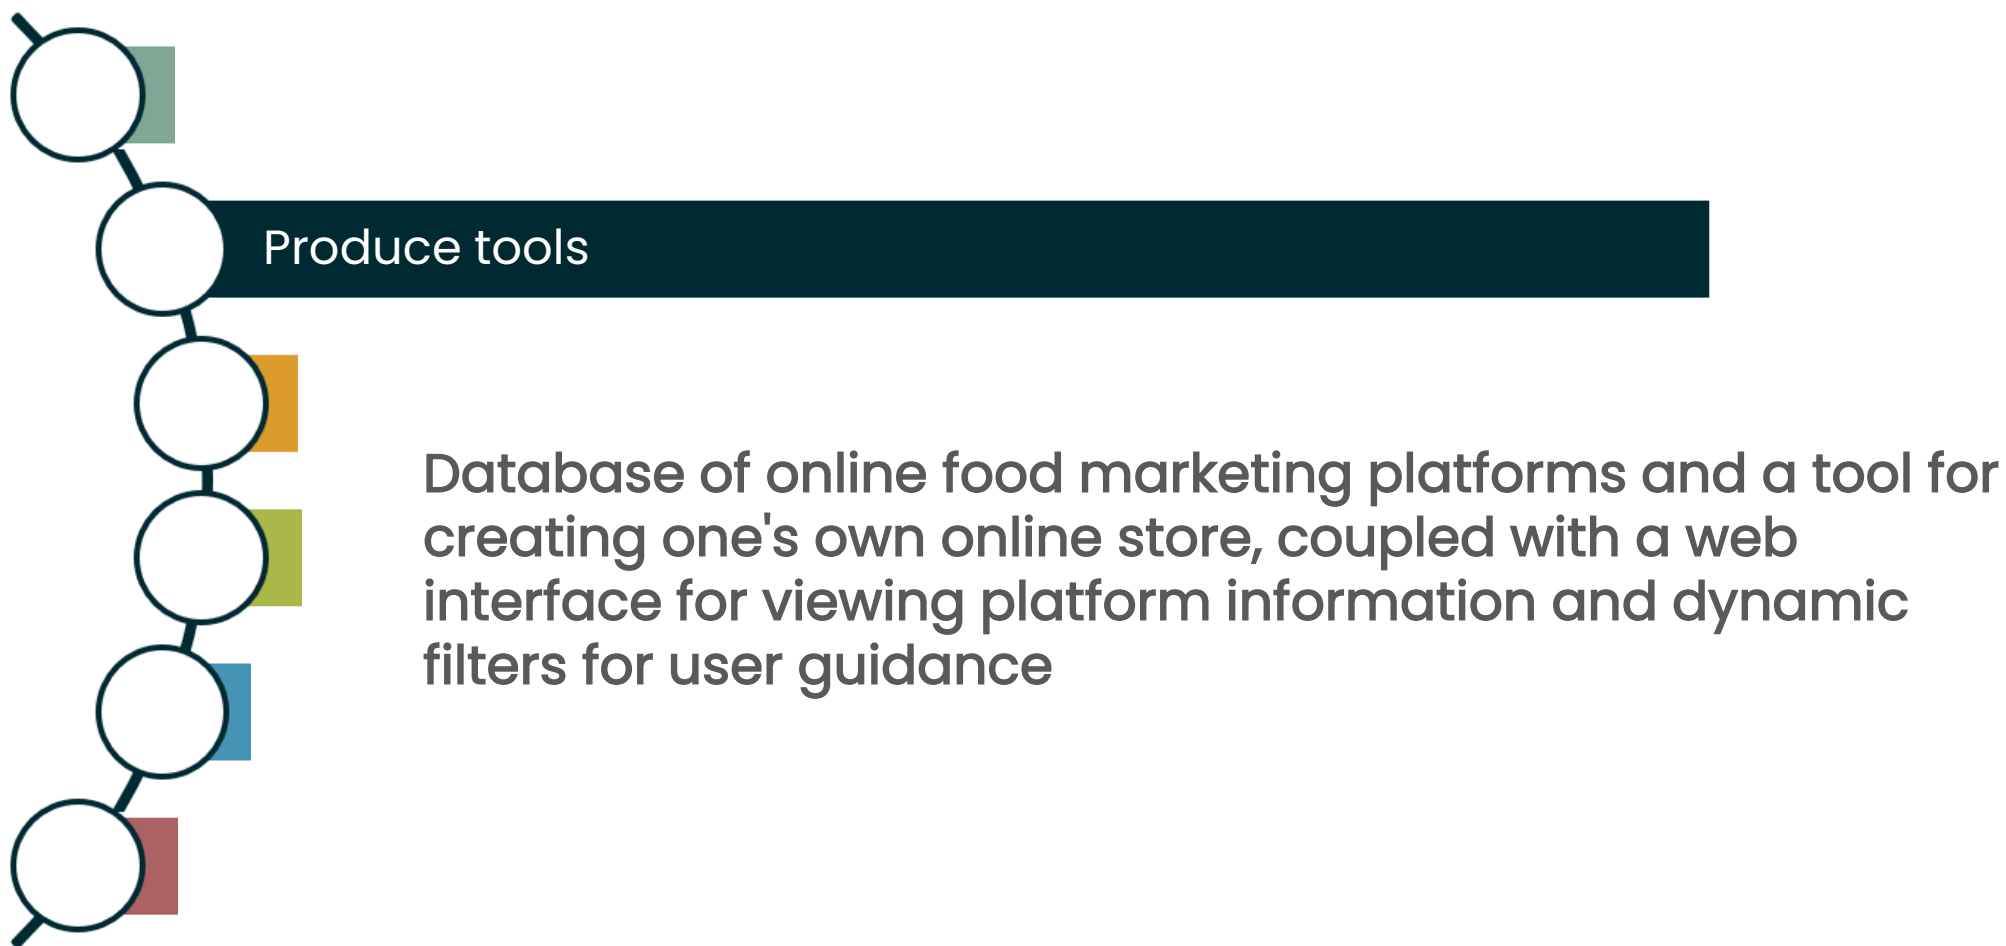 Produce tools
Database of online food marketing platforms and a tool for
creating one's own online store, coupled with a web
interface for viewing platform information and dynamic
filters for user guidance